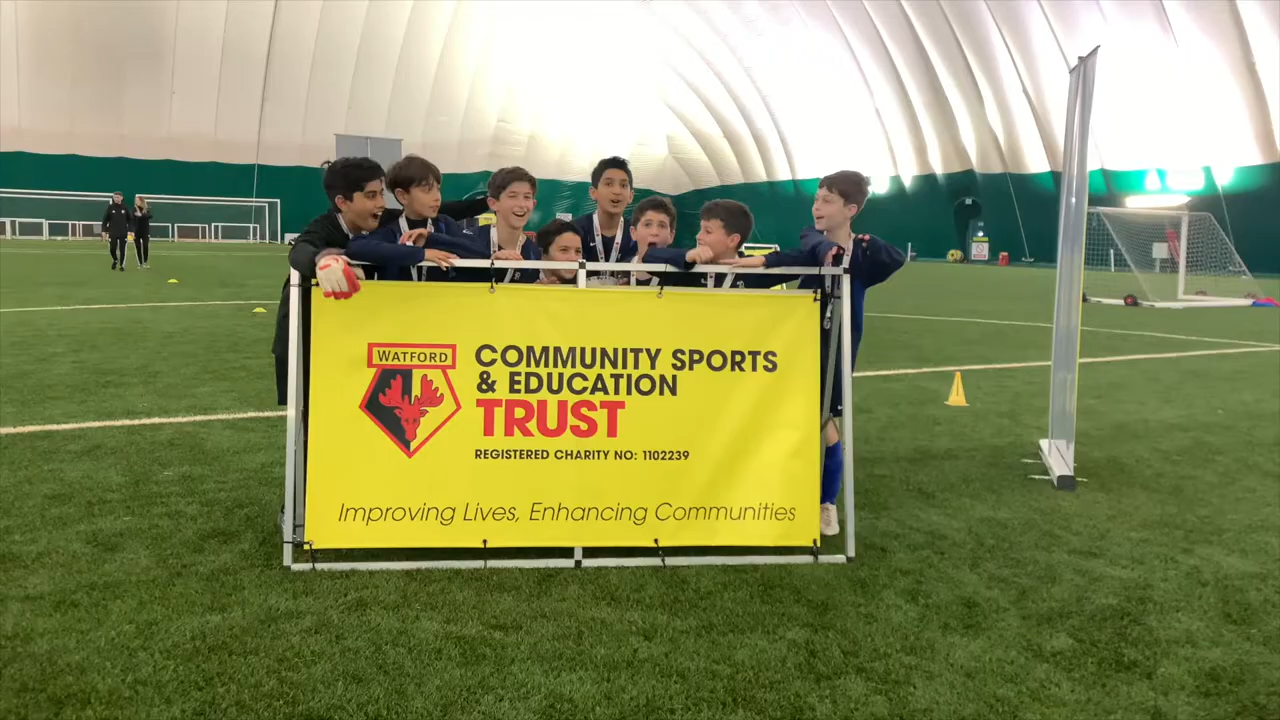 WATFORD
COMMUNITY SPORTS
& EDUCATION
TRUST
REGISTERED CHARITY NO: 1102239
Improving Lives, Enhancing Communities